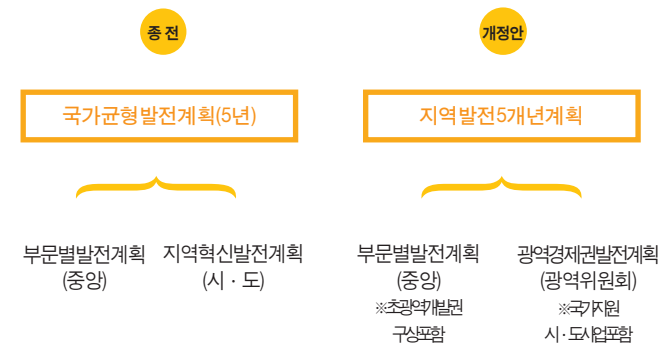 종 전
국가균형발전계획(5년)
부문별발전계획
(중앙)
지역혁신발전계획
(시 · 도)
개정안
지역발전5개년계획
부문별발전계획
(중앙)
※초광역개발권
구상포함
광역경제권발전계획
(광역위원회)
※국가지원
시 · 도사업포함